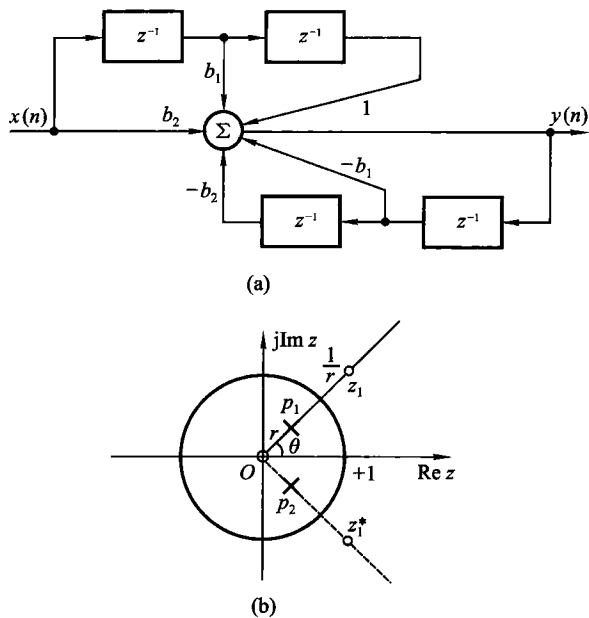 z⁻¹
z⁻¹
b₁
1
x(n)
b₂
Σ
y(n)
−b₁
−b₂
z⁻¹
z⁻¹
(a)
jIm z
1/r
z₁
p₁
r
θ
O
+1
Re z
p₂
z₁*
(b)